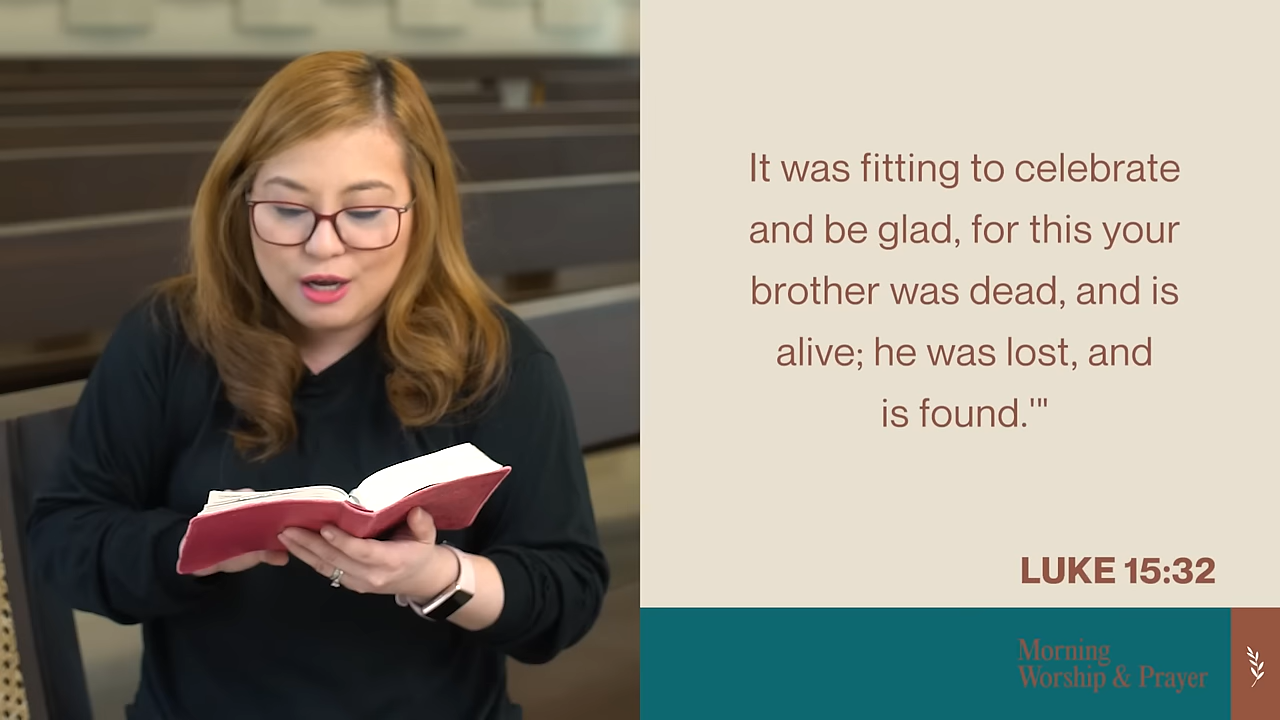 It was fitting to celebrate
and be glad, for this your
brother was dead, and is
alive; he was lost, and
is found.'"
LUKE 15:32
Morning
Worship & Prayer